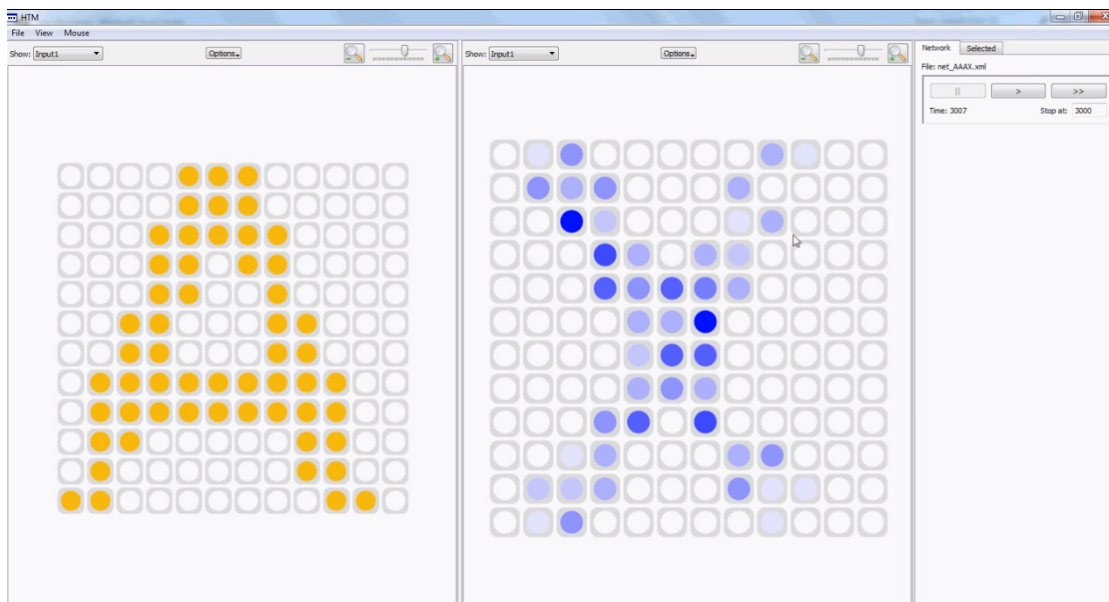 HTM
File View Mouse
Show: Input1 Options
Show: Input1 Options
Network Selected
File: net_AAAX.xml
|| > >>
Time: 3007 Stop at: 3000